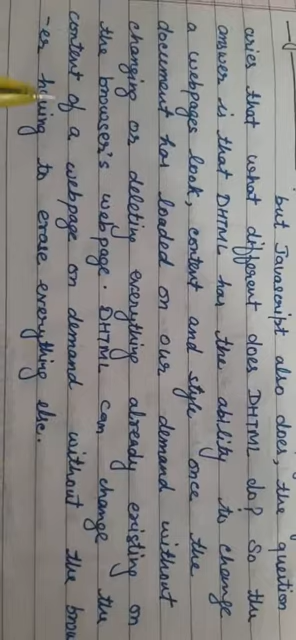 but Javascript also does, the question
aries that what different does DHTML do? So the
answer is that DHTML has the ability to change
a webpages look, content and style once the
document has loaded on our demand without
changing or deleting everything already existing on
the browser's webpage. DHTML can change the
content of a webpage on demand without the brow
-er having to erase everything else.